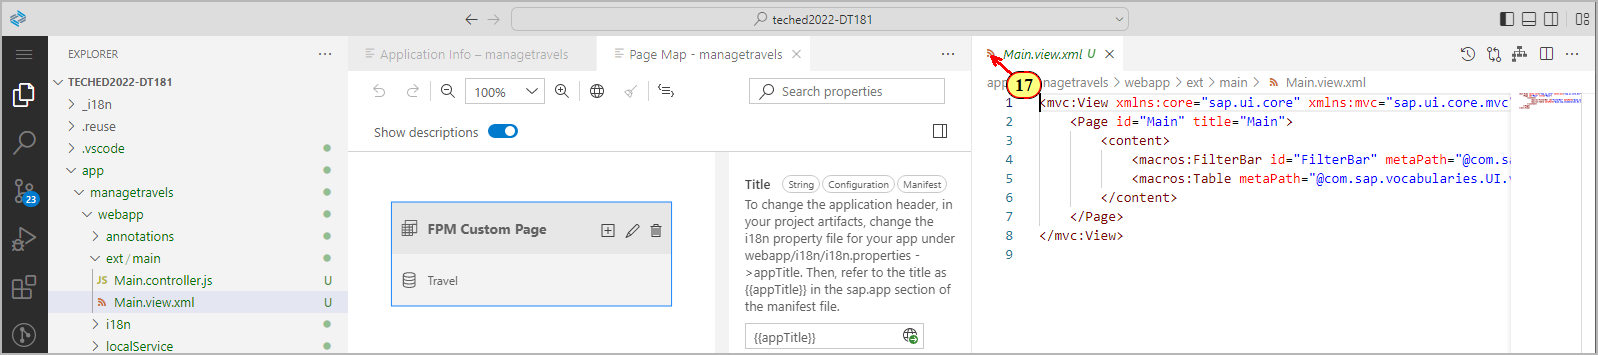 teched2022-DT181
EXPLORER
TECHED2022-DT181
_i18n
.reuse
.vscode
app
managetravels
webapp
annotations
ext / main
JS Main.controller.js U
Main.view.xml U
i18n
localService
23
Application Info – managetravels
Page Map - managetravels
100%
Search properties
Show descriptions
FPM Custom Page
Travel
Title String Configuration Manifest
To change the application header, in
your project artifacts, change the
i18n property file for your app under
webapp/i18n/i18n.properties -
>appTitle. Then, refer to the title as
{{appTitle}} in the sap.app section of
the manifest file.
{{appTitle}}
Main.view.xml U
17
app nagetravels > webapp > ext > main > Main.view.xml
1 <mvc:View xmlns:core="sap.ui.core" xmlns:mvc="sap.ui.core.mvc"
2 <Page id="Main" title="Main">
3 <content>
4 <macros:FilterBar id="FilterBar" metaPath="@com.sa
5 <macros:Table metaPath="@com.sap.vocabularies.UI.
6 </content>
7 </Page>
8 </mvc:View>
9